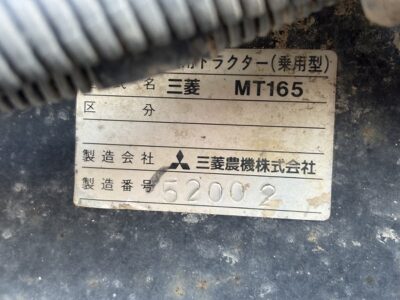 用トラクター(乗用型)
式名 三菱 MT165
区分
製造会社 三菱農機株式会社
製造番号 52002